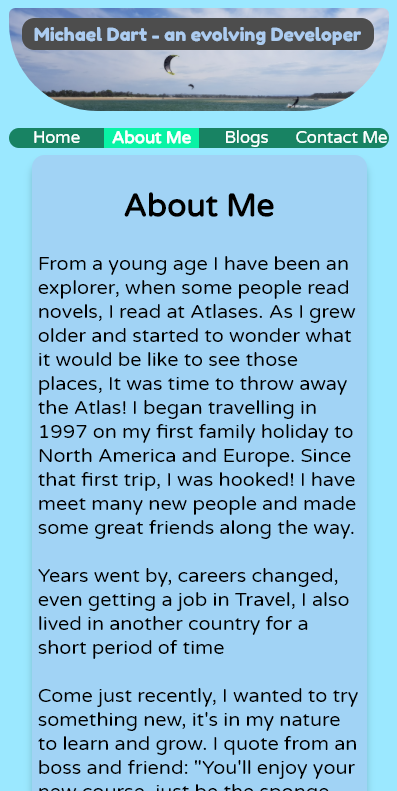 Michael Dart - an evolving Developer
Home About Me Blogs Contact Me
About Me
From a young age I have been an
explorer, when some people read
novels, I read at Atlases. As I grew
older and started to wonder what
it would be like to see those
places, It was time to throw away
the Atlas! I began travelling in
1997 on my first family holiday to
North America and Europe. Since
that first trip, I was hooked! I have
meet many new people and made
some great friends along the way.
Years went by, careers changed,
even getting a job in Travel, I also
lived in another country for a
short period of time
Come just recently, I wanted to try
something new, it's in my nature
to learn and grow. I quote from an
boss and friend: "You'll enjoy your
new course, just be the sponge